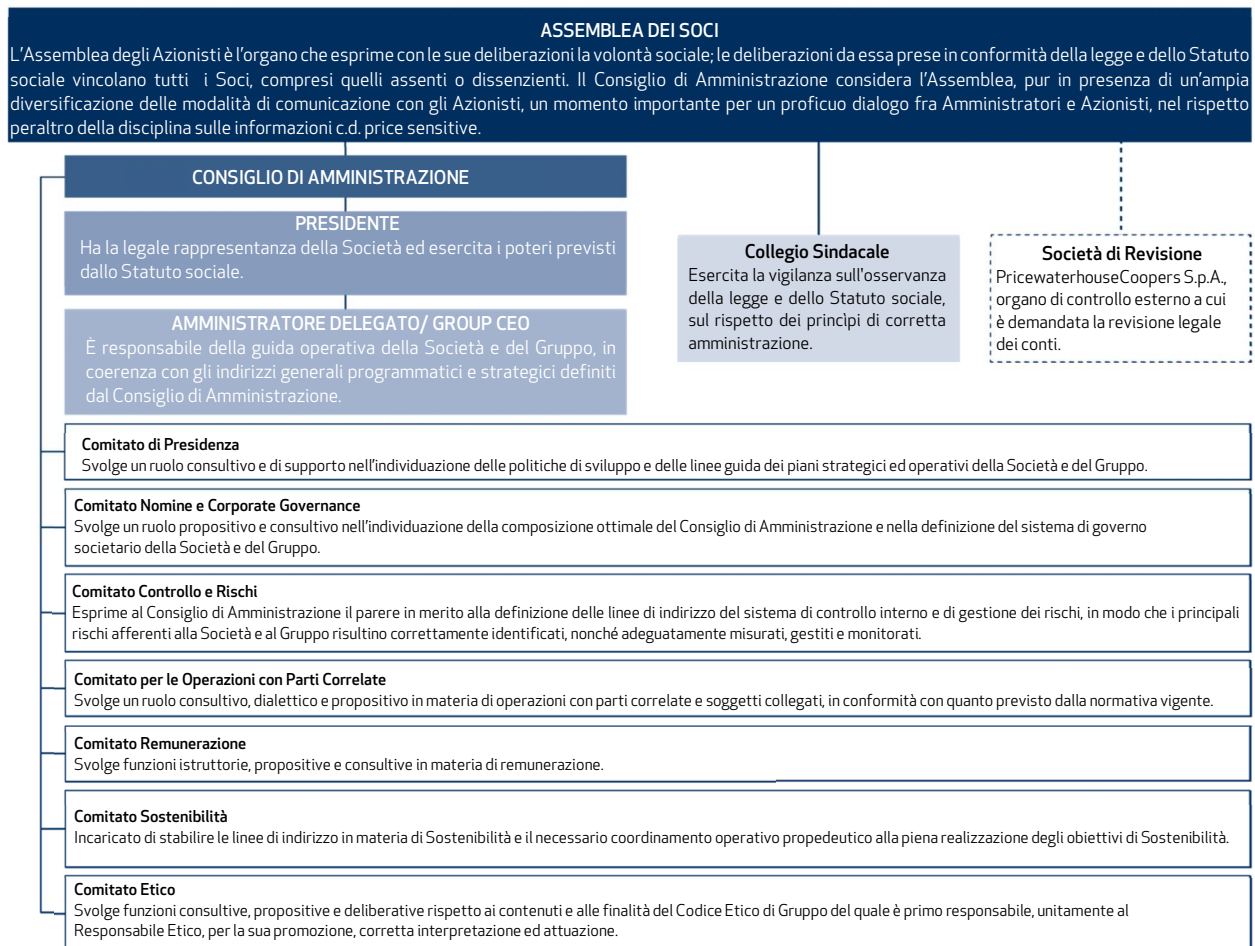 ASSEMBLEA DEI SOCI
L'Assemblea degli Azionisti è l'organo che esprime con le sue deliberazioni la volontà sociale; le deliberazioni da essa prese in conformità della legge e dello Statuto
sociale vincolano tutti i Soci, compresi quelli assenti o dissenzienti. Il Consiglio di Amministrazione considera l'Assemblea, pur in presenza di un'ampia
diversificazione delle modalità di comunicazione con gli Azionisti, un momento importante per un proficuo dialogo fra Amministratori e Azionisti, nel rispetto
peraltro della disciplina sulle informazioni c.d. price sensitive.
CONSIGLIO DI AMMINISTRAZIONE
PRESIDENTE
Ha la legale rappresentanza della Società ed esercita i poteri previsti
dallo Statuto sociale.
AMMINISTRATORE DELEGATO/ GROUP CEO
È responsabile della guida operativa della Società e del Gruppo, in
coerenza con gli indirizzi generali programmatici e strategici definiti
dal Consiglio di Amministrazione.
Collegio Sindacale
Esercita la vigilanza sull'osservanza
della legge e dello Statuto sociale,
sul rispetto dei princìpi di corretta
amministrazione.
Società di Revisione
PricewaterhouseCoopers S.p.A.,
organo di controllo esterno a cui
è demandata la revisione legale
dei conti.
Comitato di Presidenza
Svolge un ruolo consultivo e di supporto nell'individuazione delle politiche di sviluppo e delle linee guida dei piani strategici ed operativi della Società e del Gruppo.
Comitato Nomine e Corporate Governance
Svolge un ruolo propositivo e consultivo nell'individuazione della composizione ottimale del Consiglio di Amministrazione e nella definizione del sistema di governo
societario della Società e del Gruppo.
Comitato Controllo e Rischi
Esprime al Consiglio di Amministrazione il parere in merito alla definizione delle linee di indirizzo del sistema di controllo interno e di gestione dei rischi, in modo che i principali
rischi afferenti alla Società e al Gruppo risultino correttamente identificati, nonché adeguatamente misurati, gestiti e monitorati.
Comitato per le Operazioni con Parti Correlate
Svolge un ruolo consultivo, dialettico e propositivo in materia di operazioni con parti correlate e soggetti collegati, in conformità con quanto previsto dalla normativa vigente.
Comitato Remunerazione
Svolge funzioni istruttorie, propositive e consultive in materia di remunerazione.
Comitato Sostenibilità
Incaricato di stabilire le linee di indirizzo in materia di Sostenibilità e il necessario coordinamento operativo propedeutico alla piena realizzazione degli obiettivi di Sostenibilità.
Comitato Etico
Svolge funzioni consultive, propositive e deliberative rispetto ai contenuti e alle finalità del Codice Etico di Gruppo del quale è primo responsabile, unitamente al
Responsabile Etico, per la sua promozione, corretta interpretazione ed attuazione.